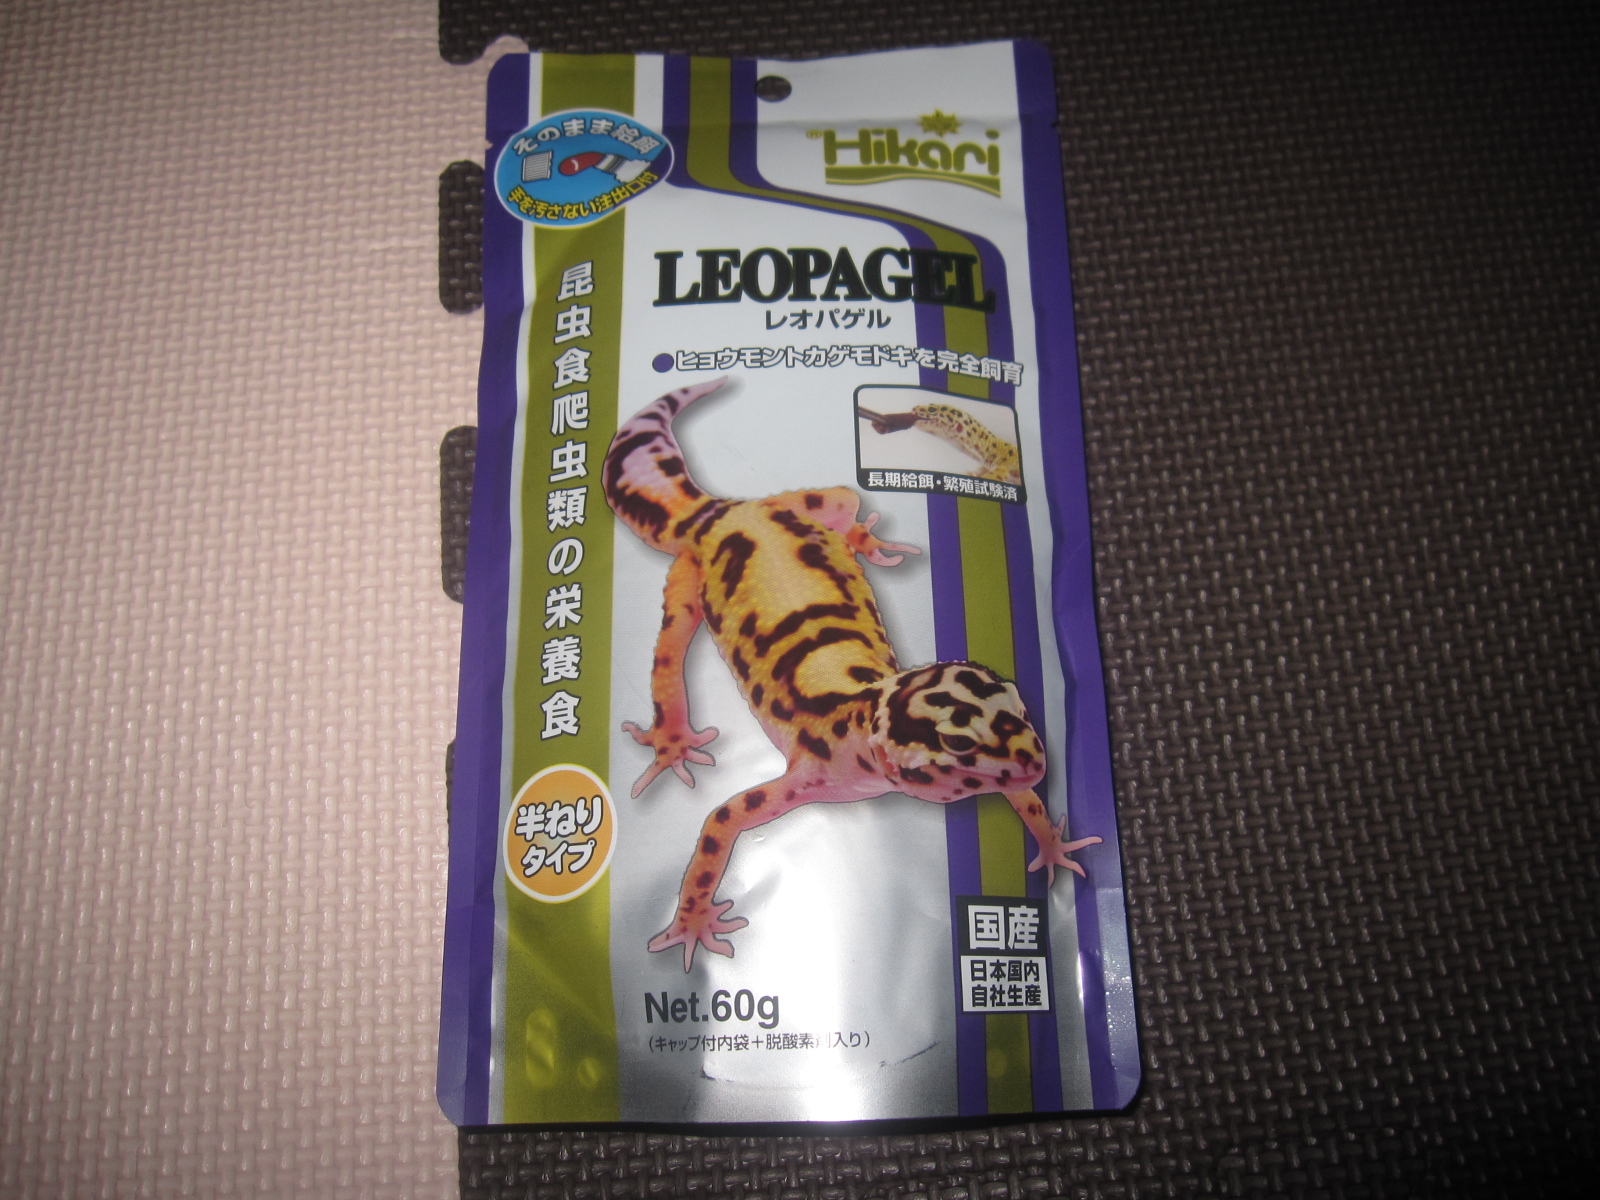 そのまま給餌
手を汚さない注出口付
®Hikari
LEOPAGEL
レオパゲル
●ヒョウモントカゲモドキを完全飼育
長期給餌・繁殖試験済
昆虫食爬虫類の栄養食
半ねり
タイプ
国産
日本国内
自社生産
Net.60g
(キャップ付内袋+脱酸素剤入り)